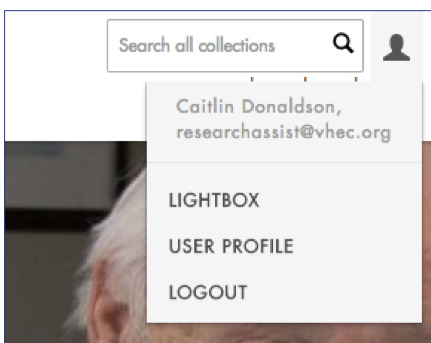 Search all collections
Caitlin Donaldson,
researchassist@vhec.org
LIGHTBOX
USER PROFILE
LOGOUT